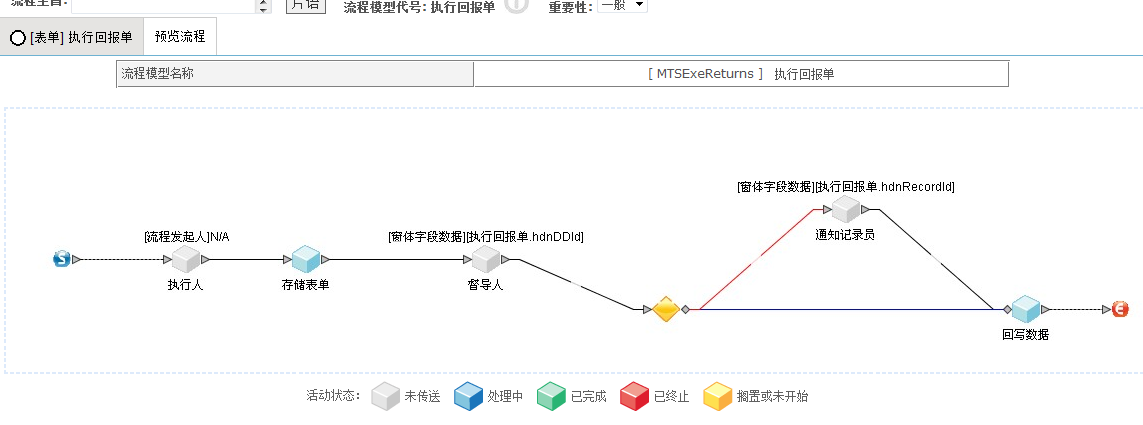 流程主旨:
片语
流程模型代号: 执行回报单
重要性: 一般
[表单] 执行回报单
预览流程
流程模型名称
[ MTSExeReturns ] 执行回报单
[窗体字段数据][执行回报单.hdnRecordId]
通知记录员
[流程发起人]N/A
[窗体字段数据][执行回报单.hdnDDId]
S
执行人
存储表单
督导人
E
回写数据
活动状态:
未传送
处理中
已完成
已终止
搁置或未开始